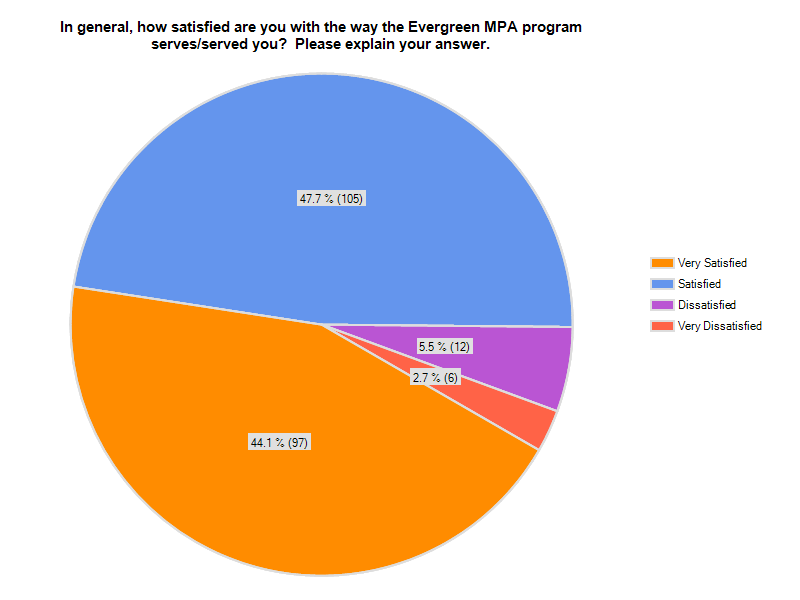 In general, how satisfied are you with the way the Evergreen MPA program
serves/served you?  Please explain your answer.
47.7 % (105)
5.5 % (12)
2.7 % (6)
44.1 % (97)
Very Satisfied
Satisfied
Dissatisfied
Very Dissatisfied